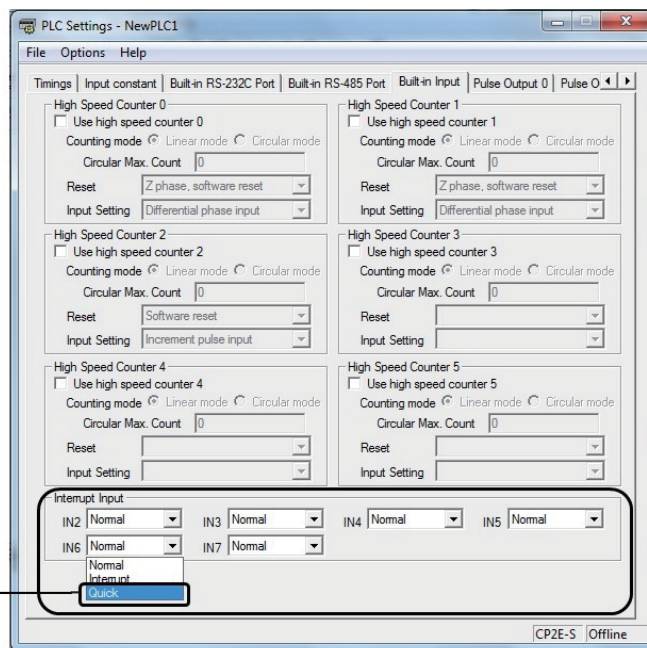 PLC Settings - NewPLC1
File Options Help
Timings Input constant Built-in RS-232C Port Built-in RS-485 Port Built-in Input Pulse Output 0 Pulse O
High Speed Counter 0
Use high speed counter 0
Counting mode Linear mode Circular mode
Circular Max. Count 0
Reset Z phase, software reset
Input Setting Differential phase input
High Speed Counter 1
Use high speed counter 1
Counting mode Linear mode Circular mode
Circular Max. Count 0
Reset Z phase, software reset
Input Setting Differential phase input
High Speed Counter 2
Use high speed counter 2
Counting mode Linear mode Circular mode
Circular Max. Count 0
Reset Software reset
Input Setting Increment pulse input
High Speed Counter 3
Use high speed counter 3
Counting mode Linear mode Circular mode
Circular Max. Count 0
Reset
Input Setting
High Speed Counter 4
Use high speed counter 4
Counting mode Linear mode Circular mode
Circular Max. Count 0
Reset
Input Setting
High Speed Counter 5
Use high speed counter 5
Counting mode Linear mode Circular mode
Circular Max. Count 0
Reset
Input Setting
Interrupt Input
IN2 Normal IN3 Normal IN4 Normal IN5 Normal
IN6 Normal IN7 Normal
Normal
Interrupt
Quick
CP2E-S Offline